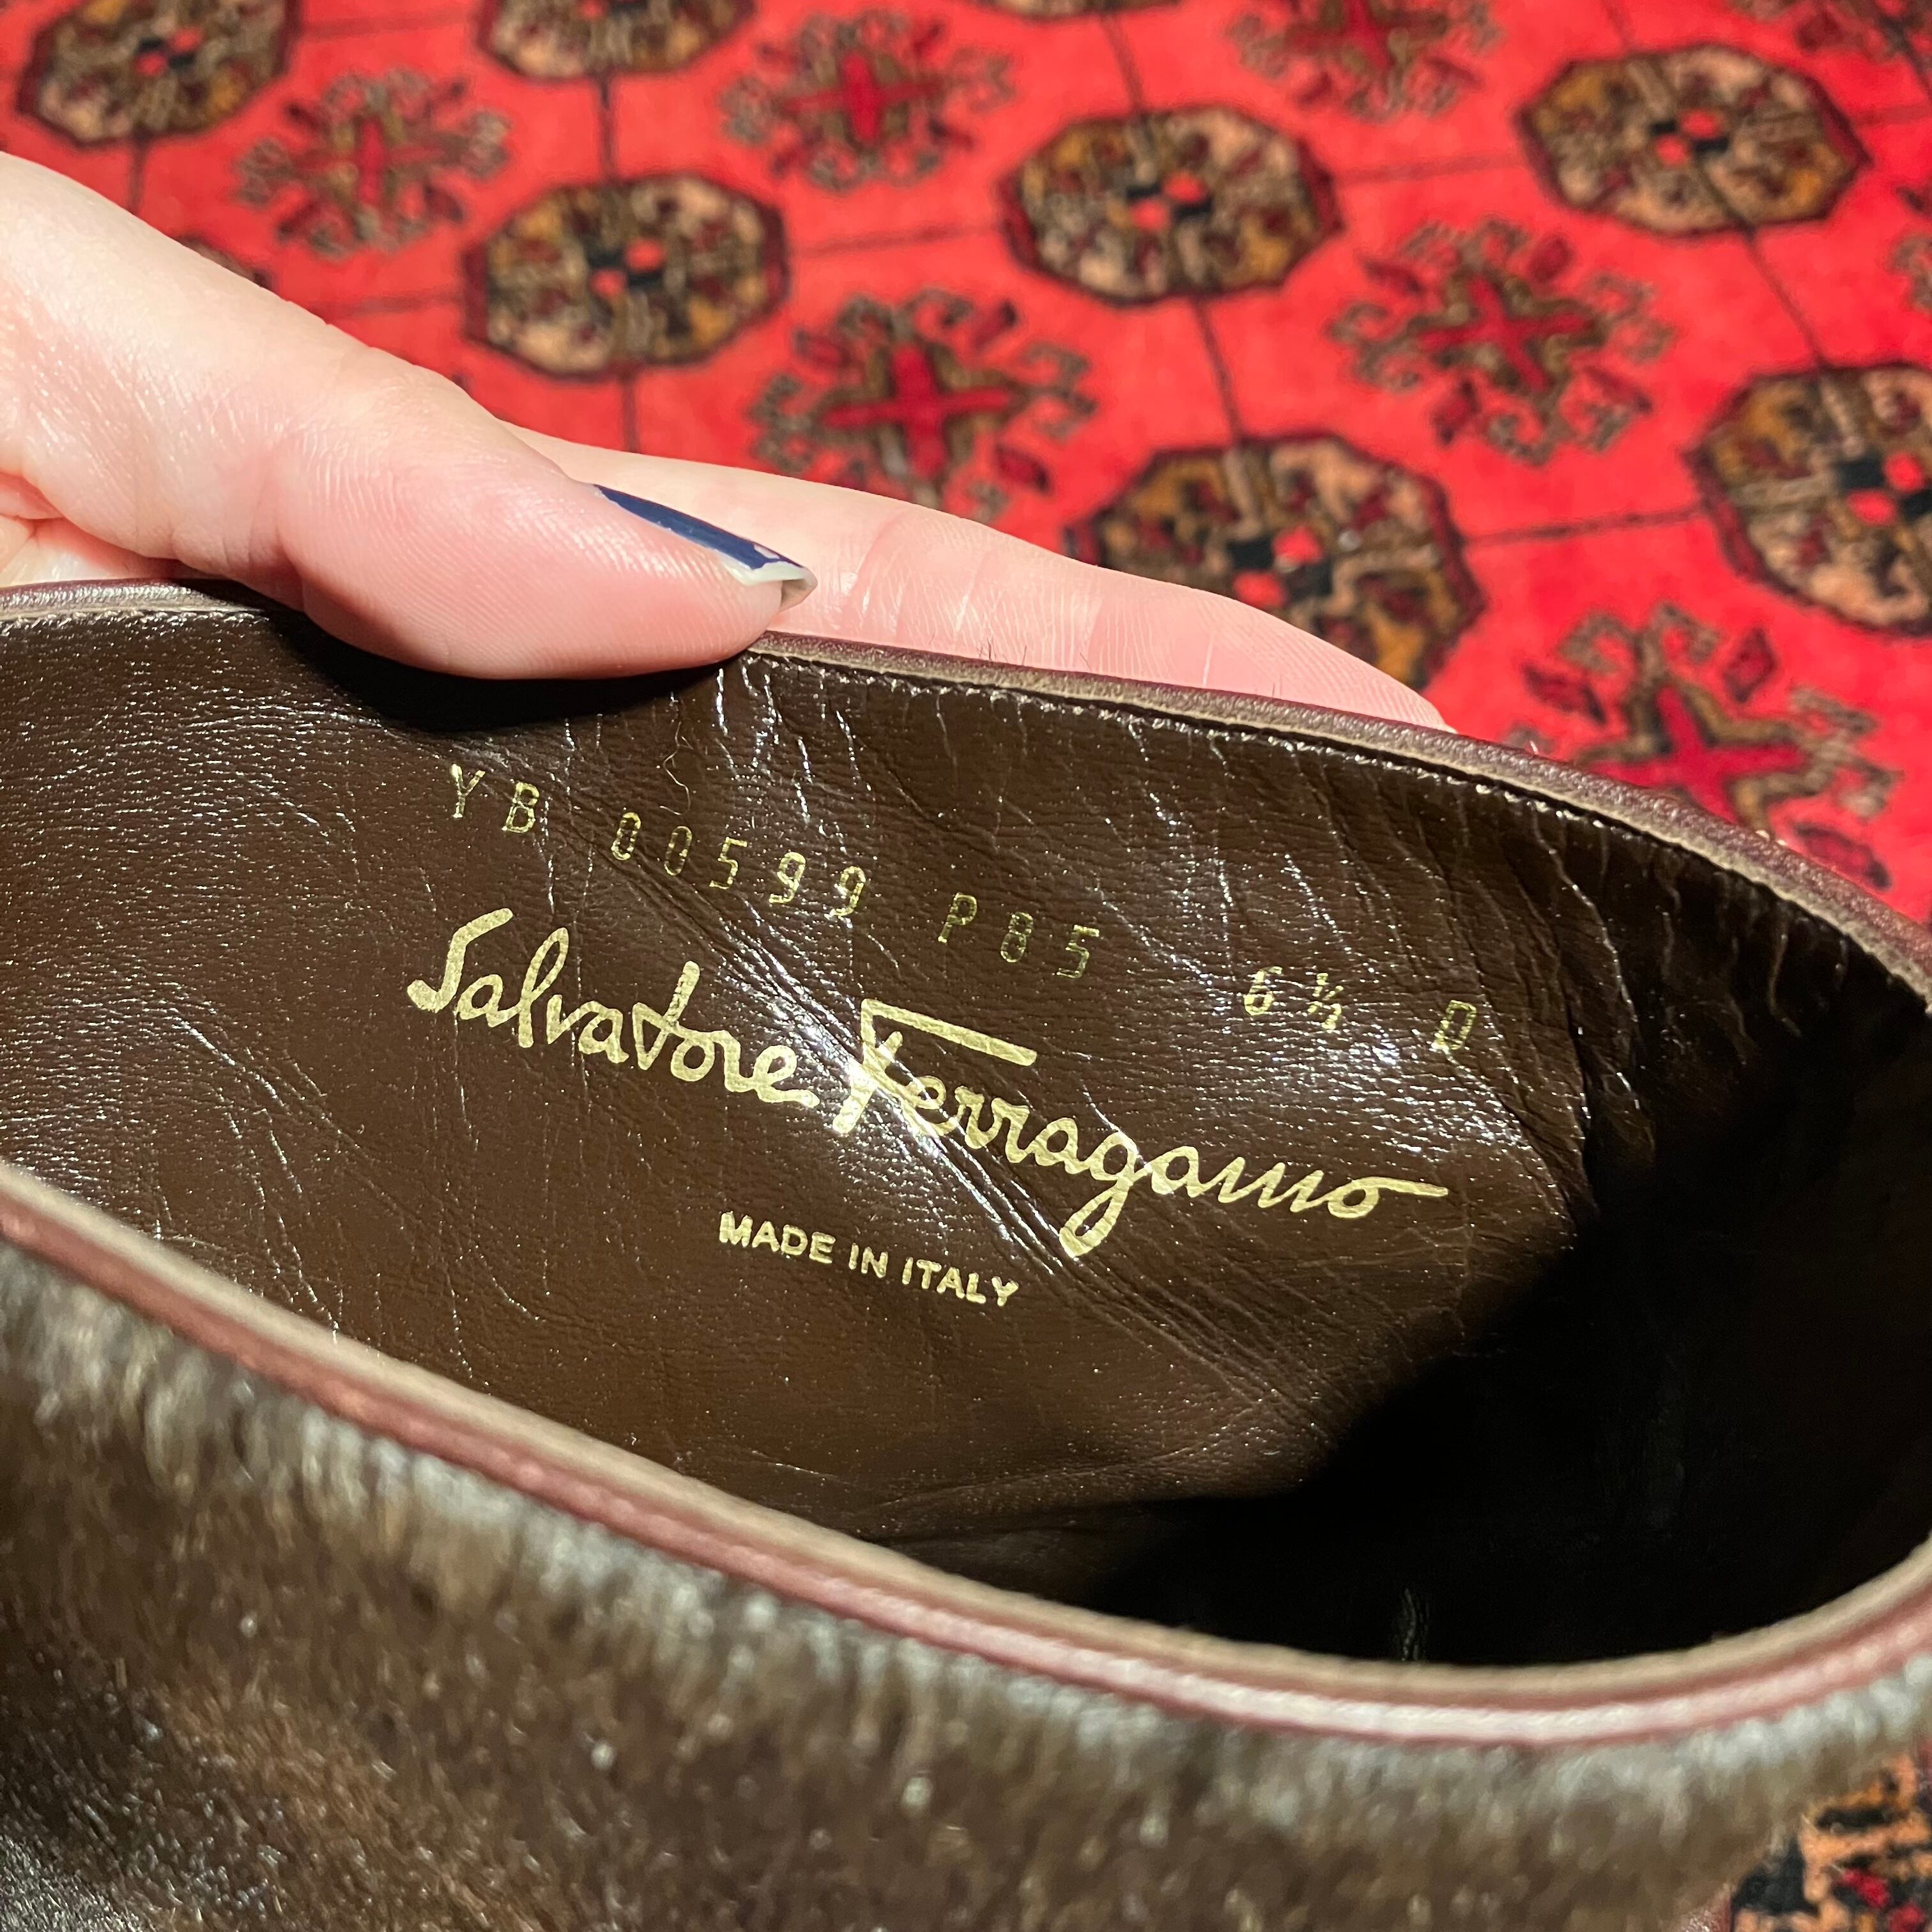 YB 00599 P85 6½ D
Salvatore Ferragamo
MADE IN ITALY